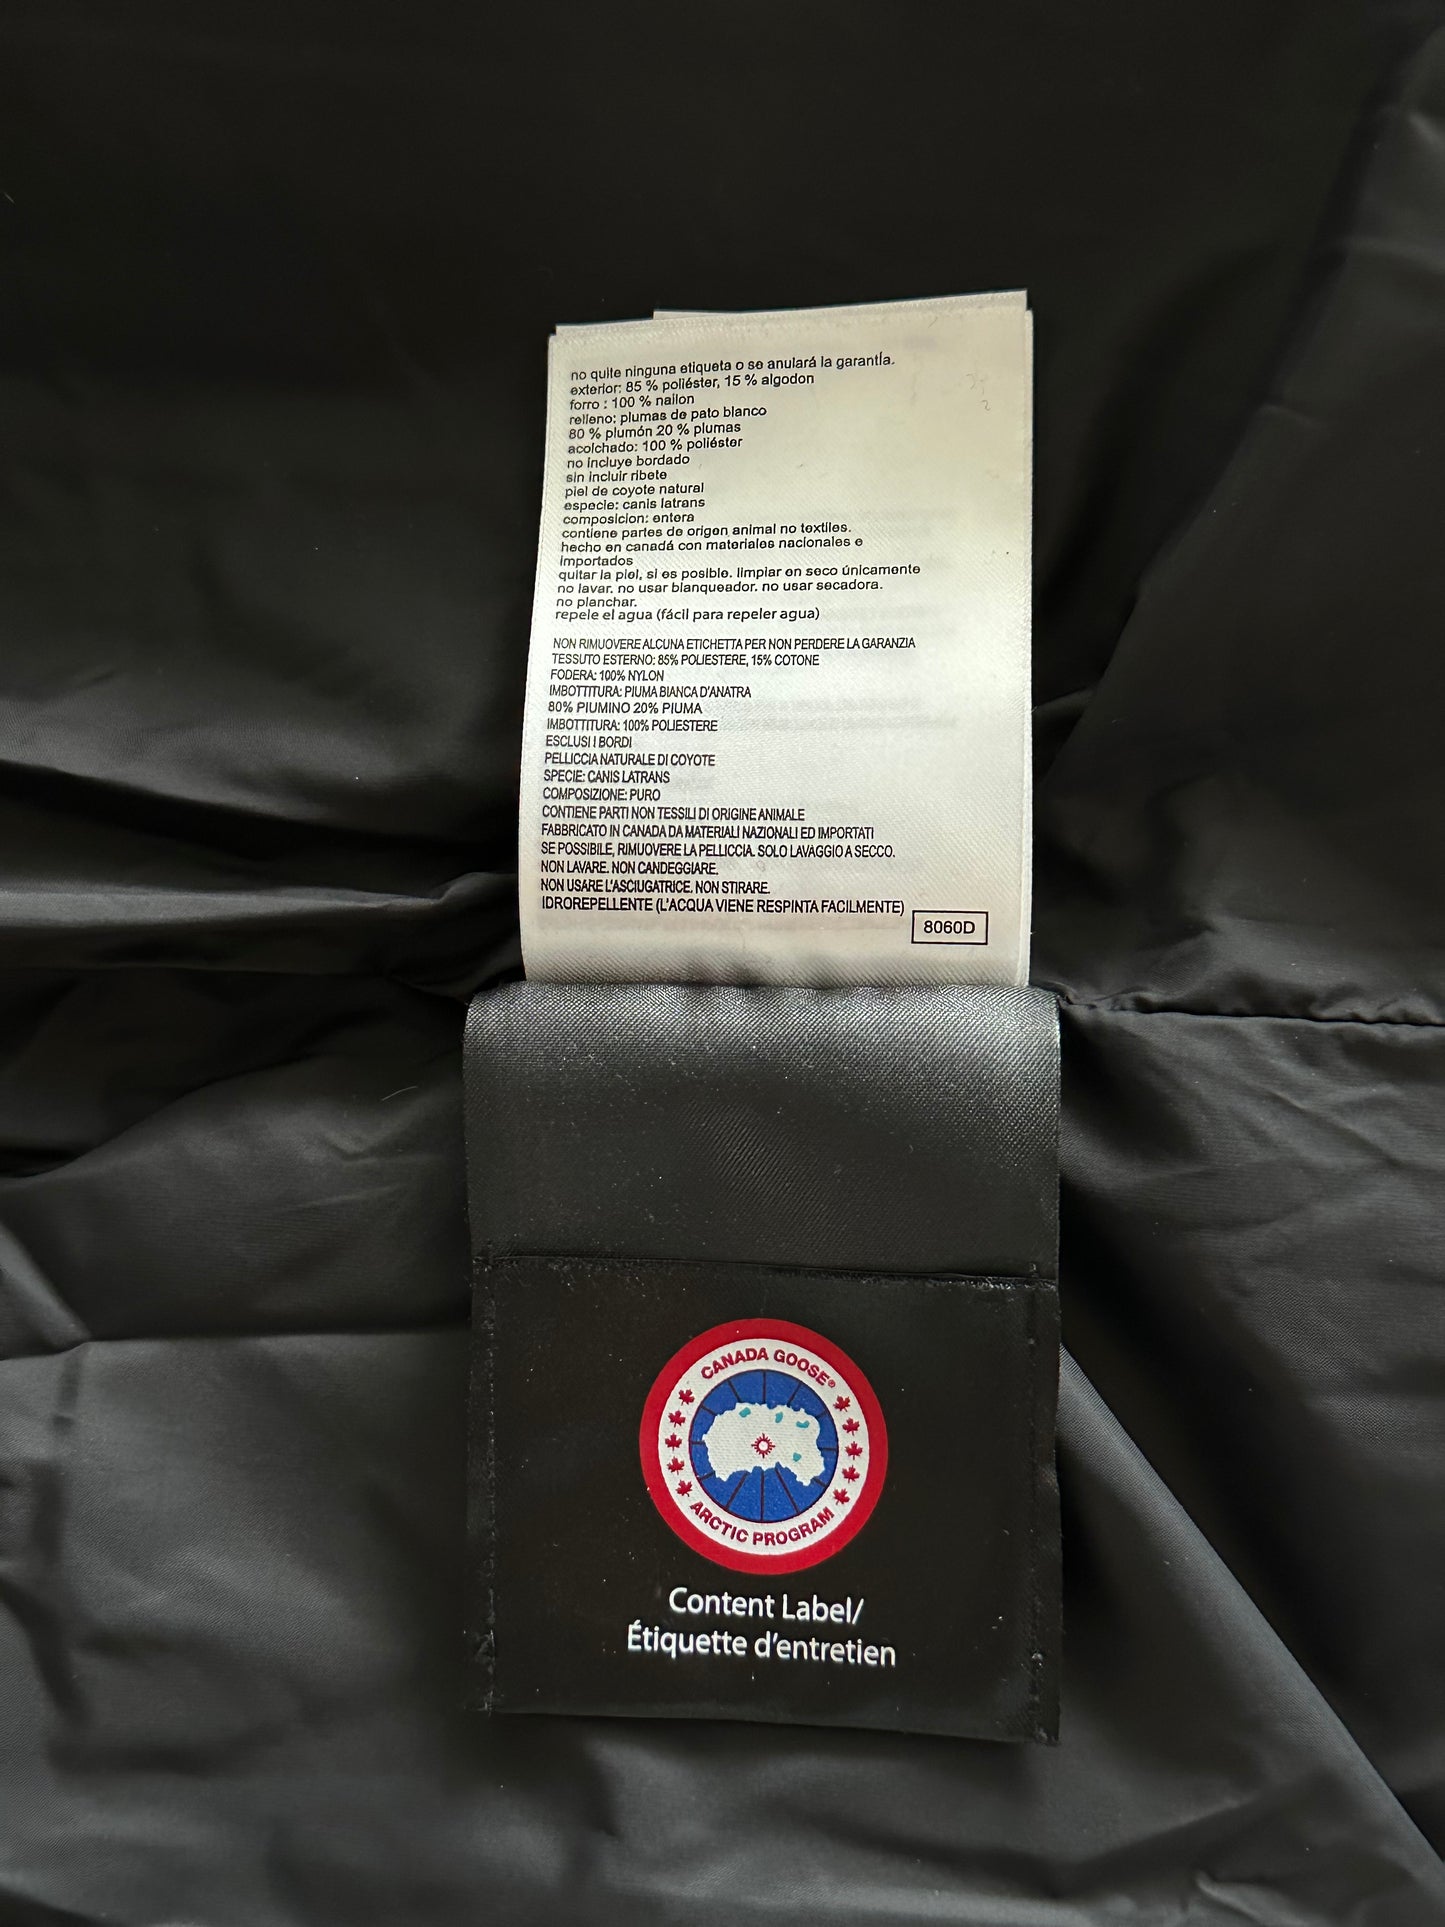 no quite ninguna etiqueta o se anulará la garantía.
exterior: 85 % poliéster, 15 % algodon
forro : 100 % nailon
relleno: plumas de pato blanco
80 % plumón 20 % plumas
acolchado: 100 % poliéster
no incluye bordado
sin incluir ribete
piel de coyote natural
especie: canis latrans
composicion: entera
contiene partes de origen animal no textiles.
hecho en canadá con materiales nacionales e
importados
quitar la piel, si es posible. limpiar en seco únicamente
no lavar. no usar blanqueador. no usar secadora.
no planchar.
repele el agua (fácil para repeler agua)
NON RIMUOVERE ALCUNA ETICHETTA PER NON PERDERE LA GARANZIA
TESSUTO ESTERNO: 85% POLIESTERE, 15% COTONE
FODERA: 100% NYLON
IMBOTTITURA: PIUMA BIANCA D'ANATRA
80% PIUMINO 20% PIUMA
IMBOTTITURA: 100% POLIESTERE
ESCLUSI I BORDI
PELLICCIA NATURALE DI COYOTE
SPECIE: CANIS LATRANS
COMPOSIZIONE: PURO
CONTIENE PARTI NON TESSILI DI ORIGINE ANIMALE
FABBRICATO IN CANADA DA MATERIALI NAZIONALI ED IMPORTATI
SE POSSIBILE, RIMUOVERE LA PELLICCIA. SOLO LAVAGGIO A SECCO.
NON LAVARE. NON CANDEGGIARE.
NON USARE L'ASCIUGATRICE. NON STIRARE.
IDROREPELLENTE (L'ACQUA VIENE RESPINTA FACILMENTE)
8060D
CANADA GOOSE®
ARCTIC PROGRAM
Content Label/
Étiquette d'entretien